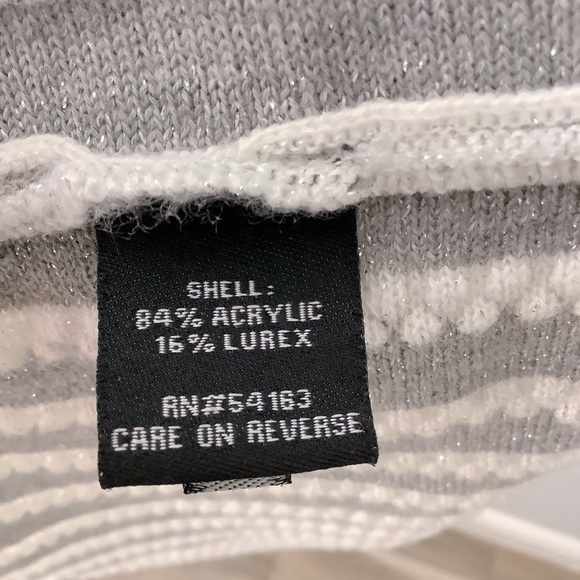 SHELL:
84% ACRYLIC
16% LUREX
RN#54163
CARE ON REVERSE